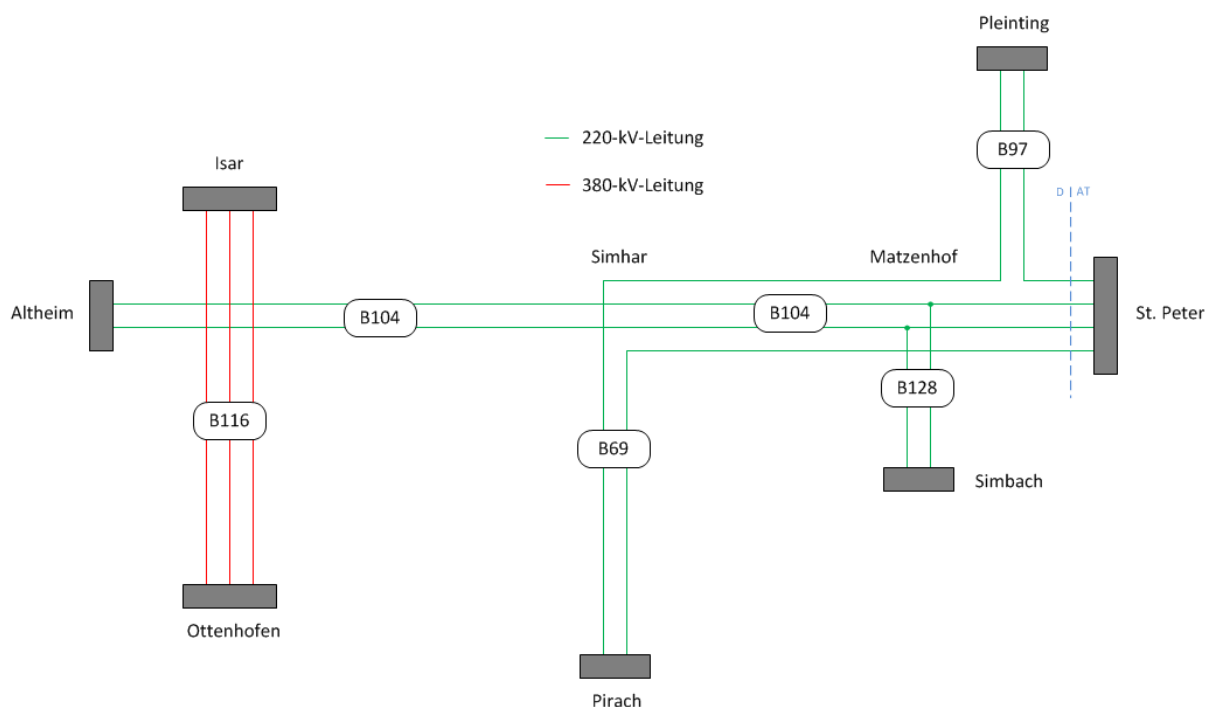 Pleinting
220-kV-Leitung
B97
Isar
380-kV-Leitung
D | AT
Simhar
Matzenhof
Altheim
B104
B104
St. Peter
B128
B116
B69
Simbach
Ottenhofen
Pirach